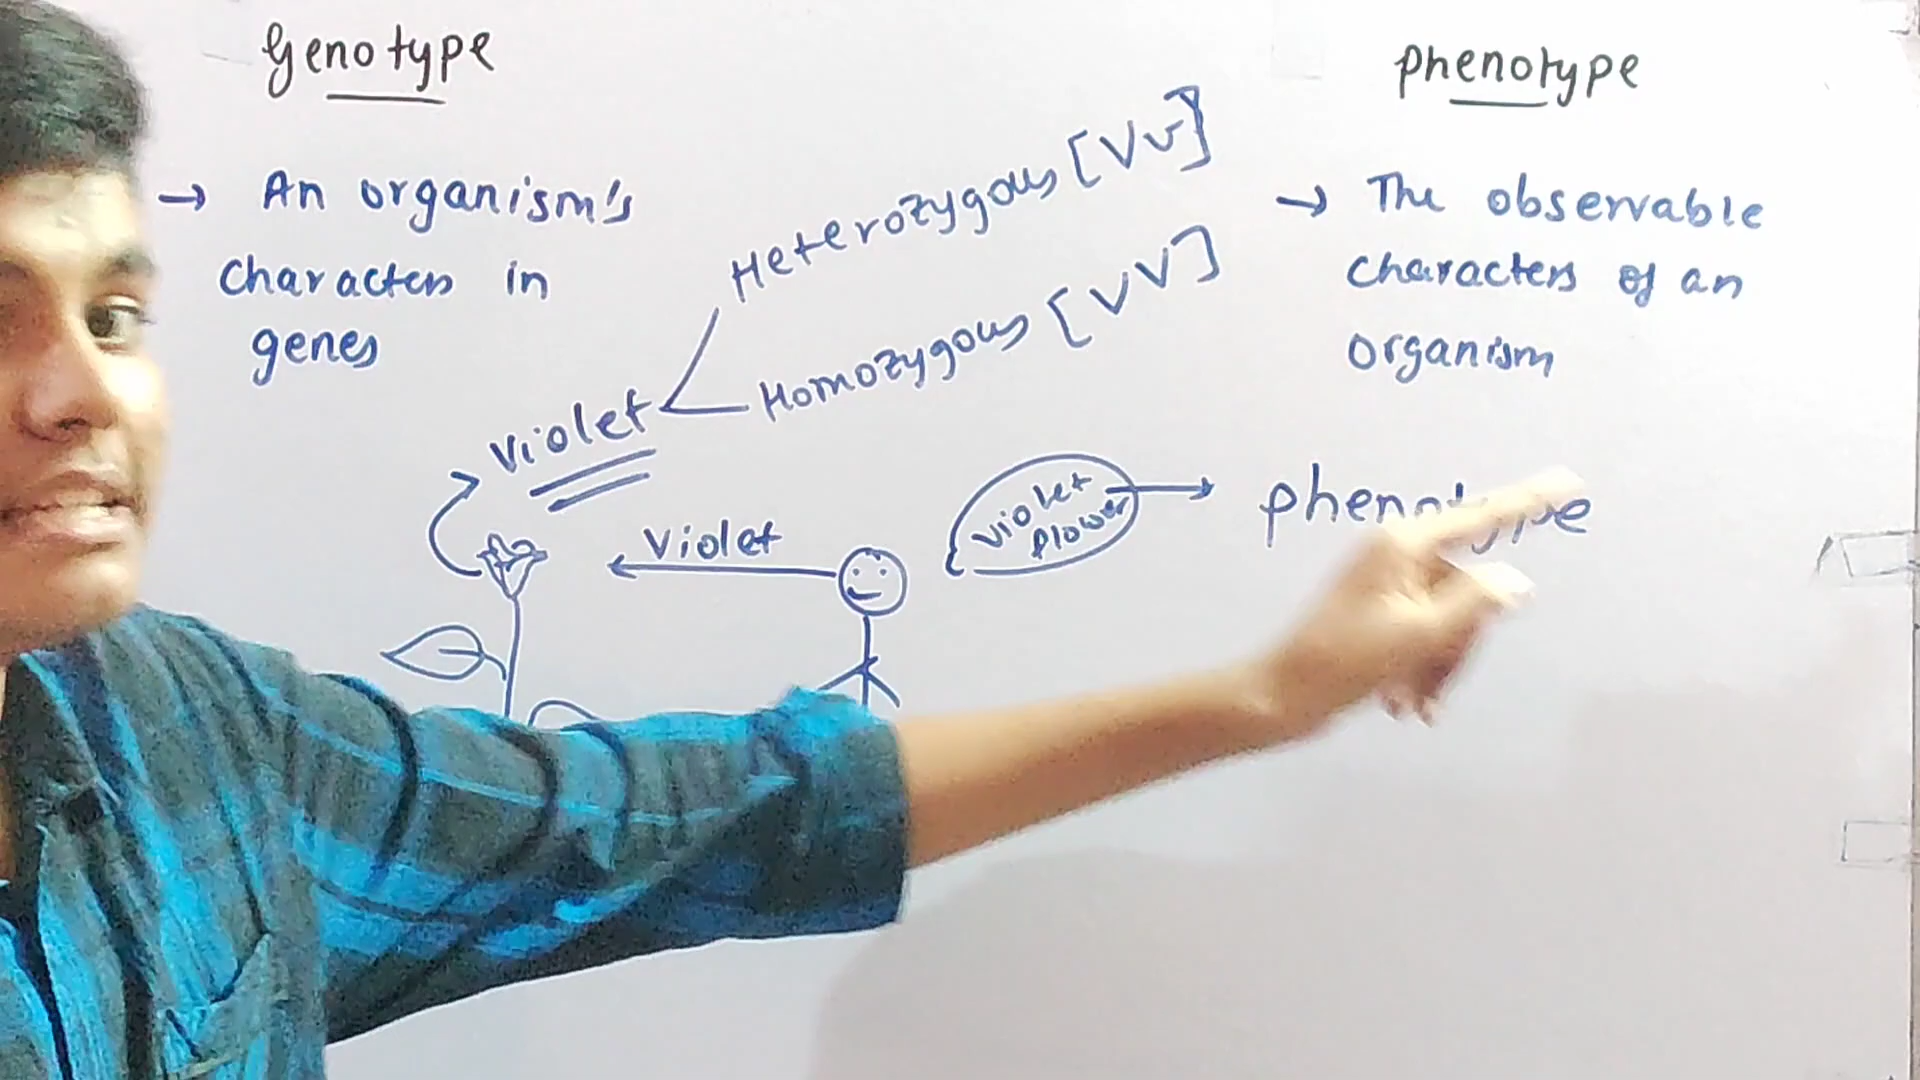 Genotype
→ An organism's
characters in
genes
Phenotype
→ The observable
characters of an
organism
Heterozygous [Vv]
Homozygous [VV]
Violet
Violet
Violet
flower
→ phenotype